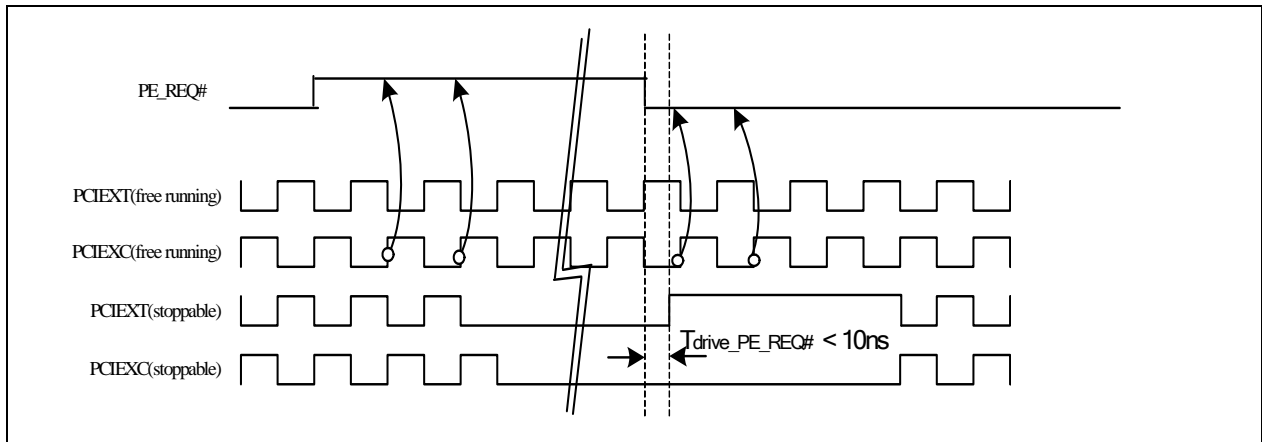 PE_REQ#
PCIEXT(free running)
PCIEXC(free running)
PCIEXT(stoppable)
Tdrive_PE_REQ# < 10ns
PCIEXC(stoppable)